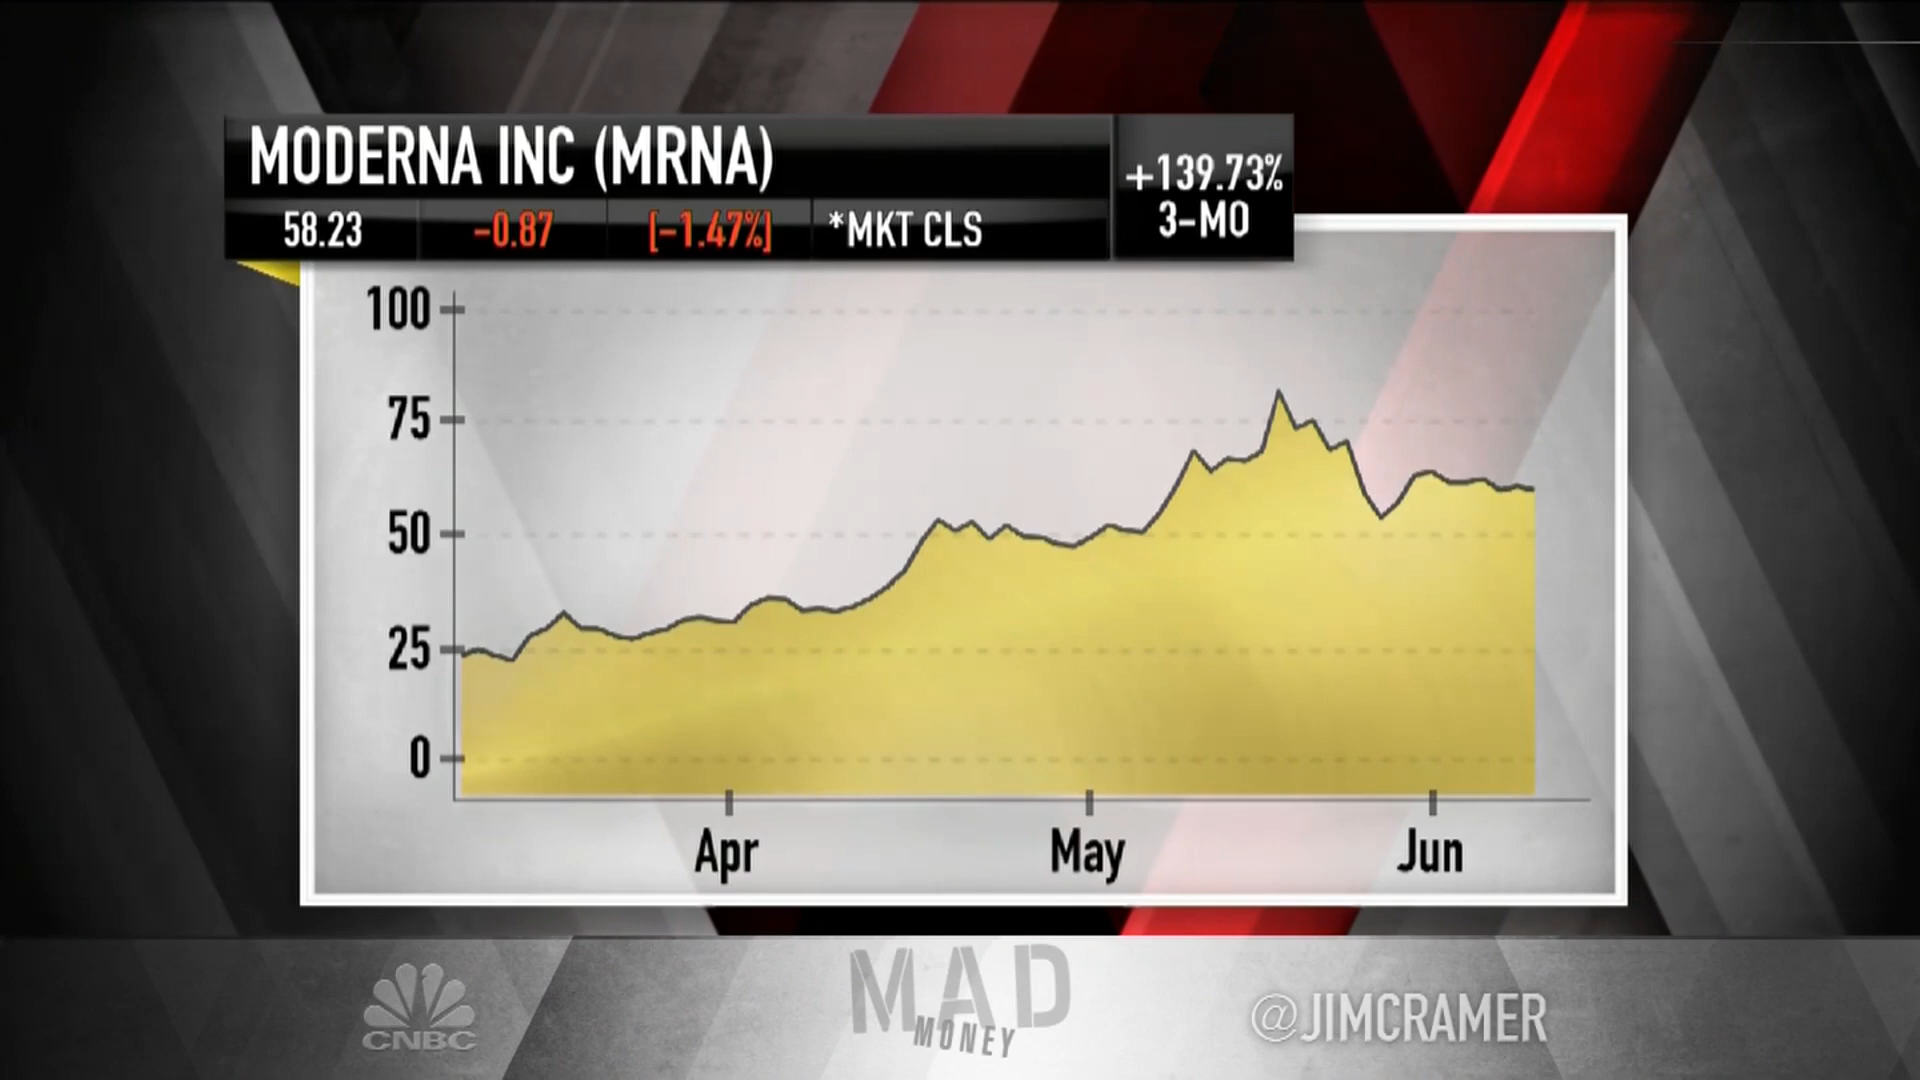 MODERNA INC (MRNA)
58.23 -0.87 [-1.47%] *MKT CLS
+139.73%
3-MO
100
75
50
25
0
Apr May Jun
CNBC
MAD
MONEY
@JIMCRAMER